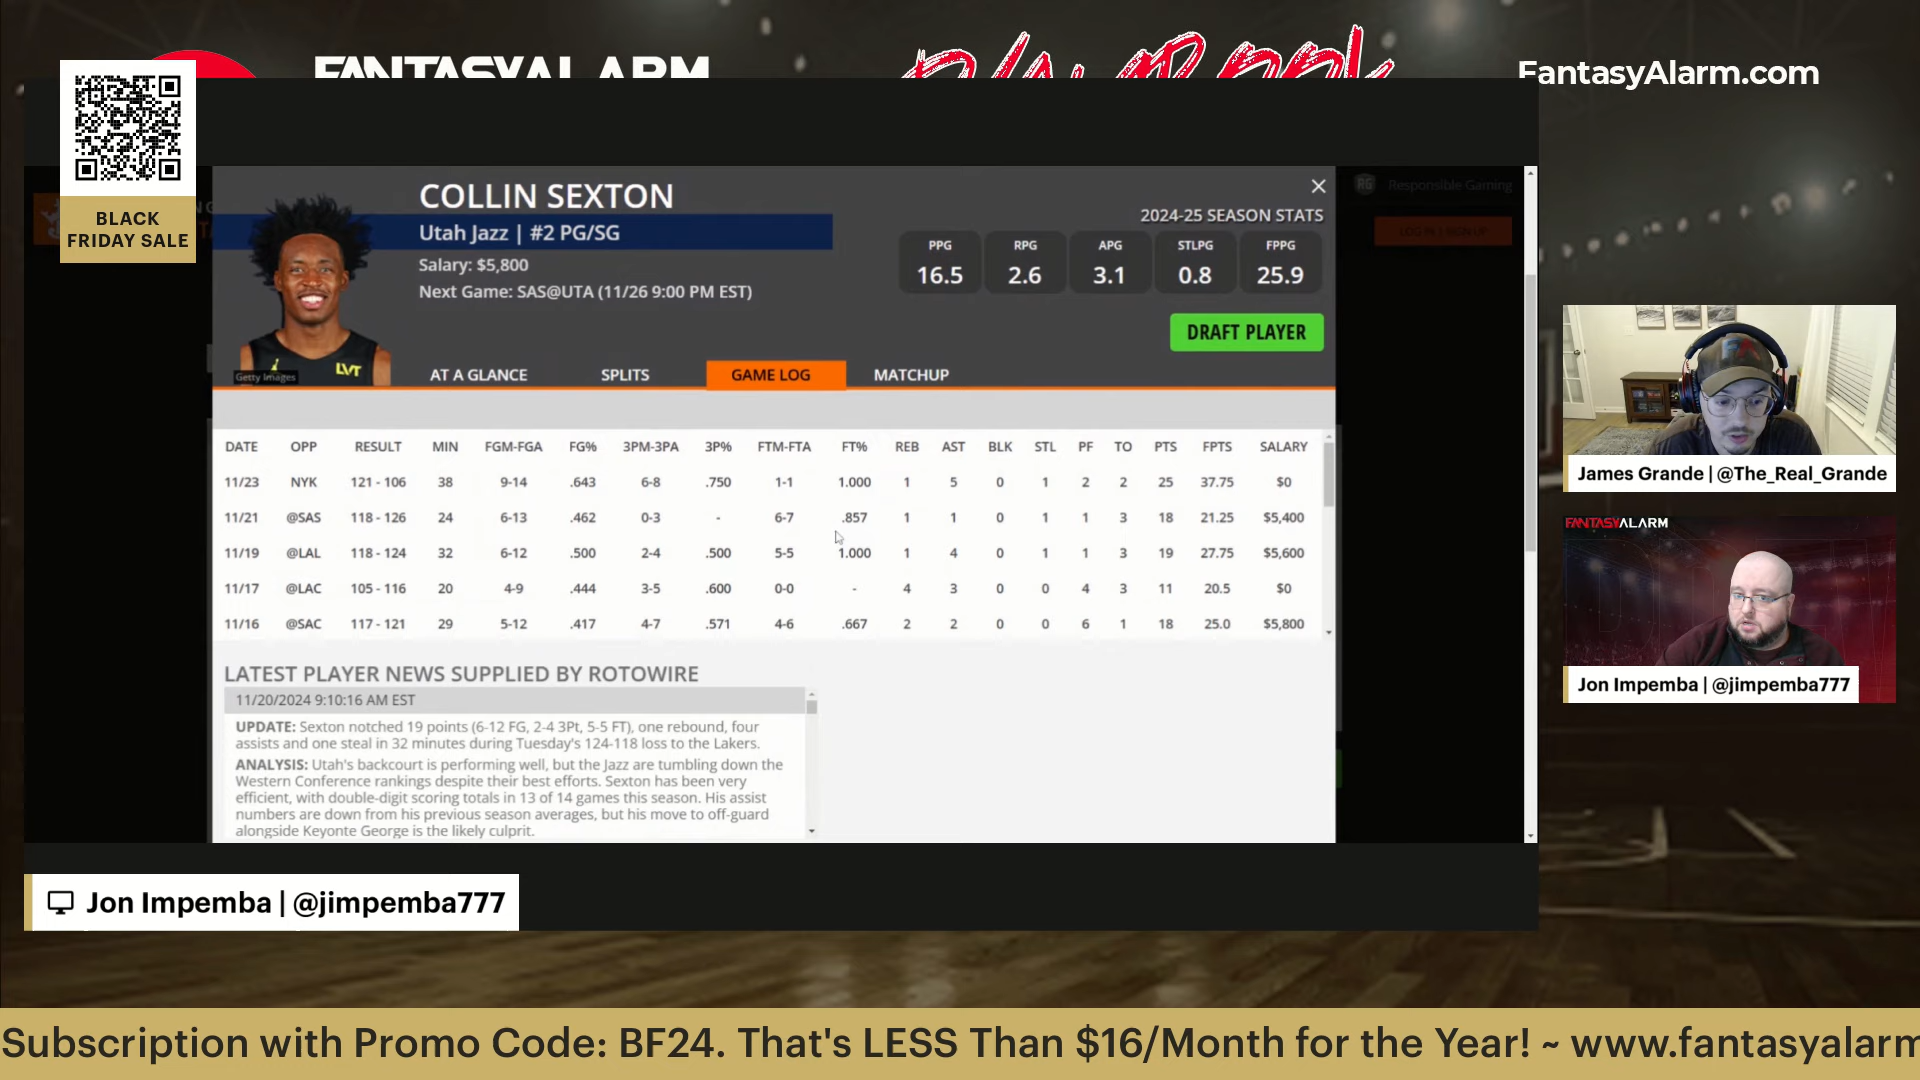 FANTASYALARM
PLAYER POOL
FantasyAlarm.com
BLACK
FRIDAY SALE
COLLIN SEXTON
Utah Jazz | #2 PG/SG
Salary: $5,800
Next Game: SAS@UTA (11/26 9:00 PM EST)
LVT
Getty Images
2024-25 SEASON STATS
PPG RPG APG STLPG FPPG
16.5 2.6 3.1 0.8 25.9
DRAFT PLAYER
RG Responsible Gaming
LOG IN | SIGN UP
AT A GLANCE SPLITS GAME LOG MATCHUP
DATE OPP RESULT MIN FGM-FGA FG% 3PM-3PA 3P% FTM-FTA FT% REB AST BLK STL PF TO PTS FPTS SALARY
11/23 NYK 121 - 106 38 9-14 .643 6-8 .750 1-1 1.000 1 5 0 1 2 2 25 37.75 $0
11/21 @SAS 118 - 126 24 6-13 .462 0-3 - 6-7 .857 1 1 0 1 1 3 18 21.25 $5,400
11/19 @LAL 118 - 124 32 6-12 .500 2-4 .500 5-5 1.000 1 4 0 1 1 3 19 27.75 $5,600
11/17 @LAC 105 - 116 20 4-9 .444 3-5 .600 0-0 - 4 3 0 0 4 3 11 20.5 $0
11/16 @SAC 117 - 121 29 5-12 .417 4-7 .571 4-6 .667 2 2 0 0 6 1 18 25.0 $5,800
LATEST PLAYER NEWS SUPPLIED BY ROTOWIRE
11/20/2024 9:10:16 AM EST
UPDATE: Sexton notched 19 points (6-12 FG, 2-4 3Pt, 5-5 FT), one rebound, four
assists and one steal in 32 minutes during Tuesday's 124-118 loss to the Lakers.
ANALYSIS: Utah's backcourt is performing well, but the Jazz are tumbling down the
Western Conference rankings despite their best efforts. Sexton has been very
efficient, with double-digit scoring totals in 13 of 14 games this season. His assist
numbers are down from his previous season averages, but his move to off-guard
alongside Keyonte George is the likely culprit.
James Grande | @The_Real_Grande
FANTASYALARM
Jon Impemba | @jimpemba777
Jon Impemba | @jimpemba777
Subscription with Promo Code: BF24. That's LESS Than $16/Month for the Year! ~ www.fantasyalarm